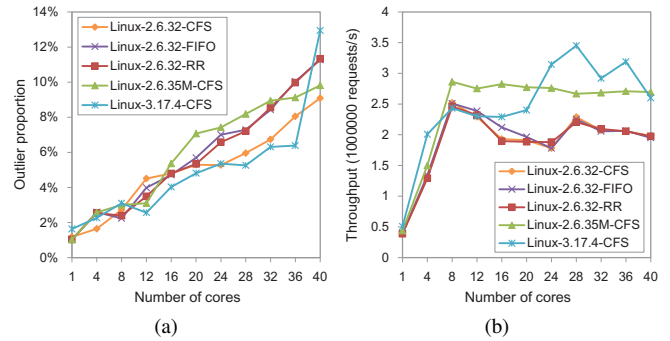 14%
12%
10%
8%
6%
4%
2%
0%
Outlier proportion
Linux-2.6.32-CFS
Linux-2.6.32-FIFO
Linux-2.6.32-RR
Linux-2.6.35M-CFS
Linux-3.17.4-CFS
1 4 8 12 16 20 24 28 32 36 40
Number of cores
(a)
4
3.5
3
2.5
2
1.5
1
0.5
0
Throughput (1000000 requests/s)
Linux-2.6.32-CFS
Linux-2.6.32-FIFO
Linux-2.6.32-RR
Linux-2.6.35M-CFS
Linux-3.17.4-CFS
1 4 8 12 16 20 24 28 32 36 40
Number of cores
(b)